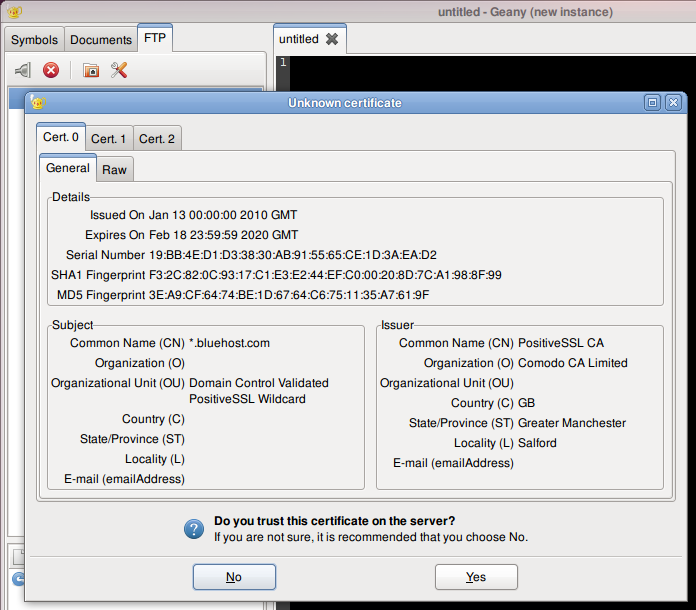 untitled - Geany (new instance)
Symbols Documents FTP
untitled
1
Unknown certificate
Cert. 0 Cert. 1 Cert. 2
General Raw
Details
Issued On Jan 13 00:00:00 2010 GMT
Expires On Feb 18 23:59:59 2020 GMT
Serial Number 19:BB:4E:D1:D3:38:30:AB:91:55:65:CE:1D:3A:EA:D2
SHA1 Fingerprint F3:2C:82:0C:93:17:C1:E3:E2:44:EF:C0:00:20:8D:7C:A1:98:8F:99
MD5 Fingerprint 3E:A9:CF:64:74:BE:1D:67:64:C6:75:11:35:A7:61:9F
Subject
Common Name (CN) *.bluehost.com
Organization (O)
Organizational Unit (OU) Domain Control Validated
PositiveSSL Wildcard
Country (C)
State/Province (ST)
Locality (L)
E-mail (emailAddress)
Issuer
Common Name (CN) PositiveSSL CA
Organization (O) Comodo CA Limited
Organizational Unit (OU)
Country (C) GB
State/Province (ST) Greater Manchester
Locality (L) Salford
E-mail (emailAddress)
Do you trust this certificate on the server?
If you are not sure, it is recommended that you choose No.
No
Yes